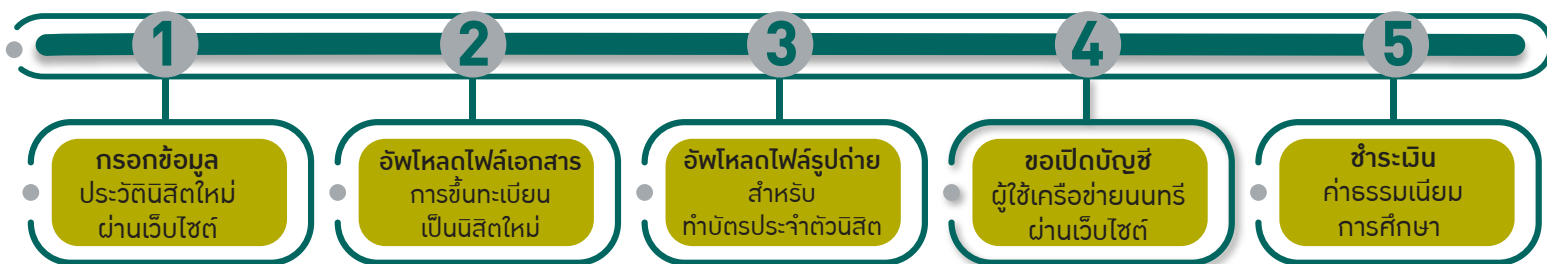 1
2
3
4
5
กรอกข้อมูล
ประวัตินิสิตใหม่
ผ่านเว็บไซต์
อัพโหลดไฟล์เอกสาร
การขึ้นทะเบียน
เป็นนิสิตใหม่
อัพโหลดไฟล์รูปถ่าย
สำหรับ
ทำบัตรประจำตัวนิสิต
ขอเปิดบัญชี
ผู้ใช้เครือข่ายนนทรี
ผ่านเว็บไซต์
ชำระเงิน
ค่าธรรมเนียม
การศึกษา